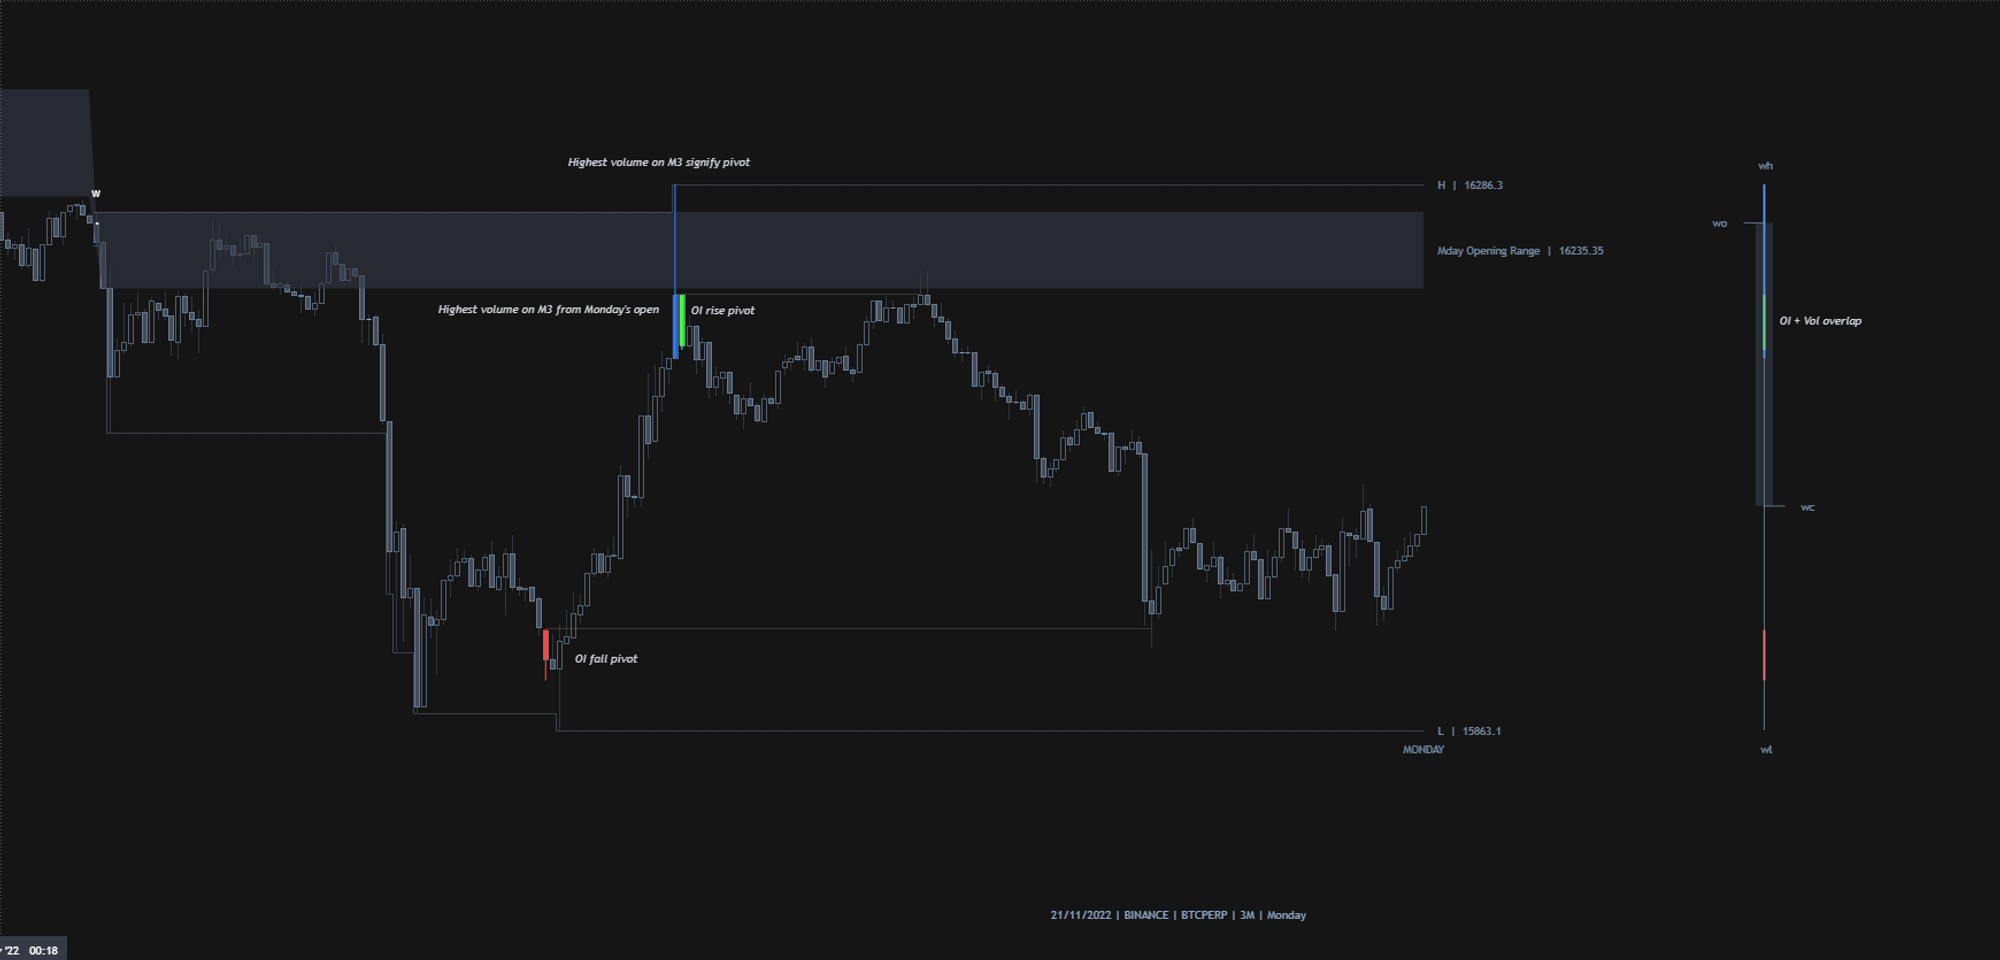 Highest volume on M3 signify pivot
wh
H | 16286.3
W
wo
Mday Opening Range | 16235.35
Highest volume on M3 from Monday's open
OI rise pivot
OI + Vol overlap
wc
OI fall pivot
L | 15863.1
MONDAY
wl
21/11/2022 | BINANCE | BTCPERP | 3M | Monday
'22 00:18